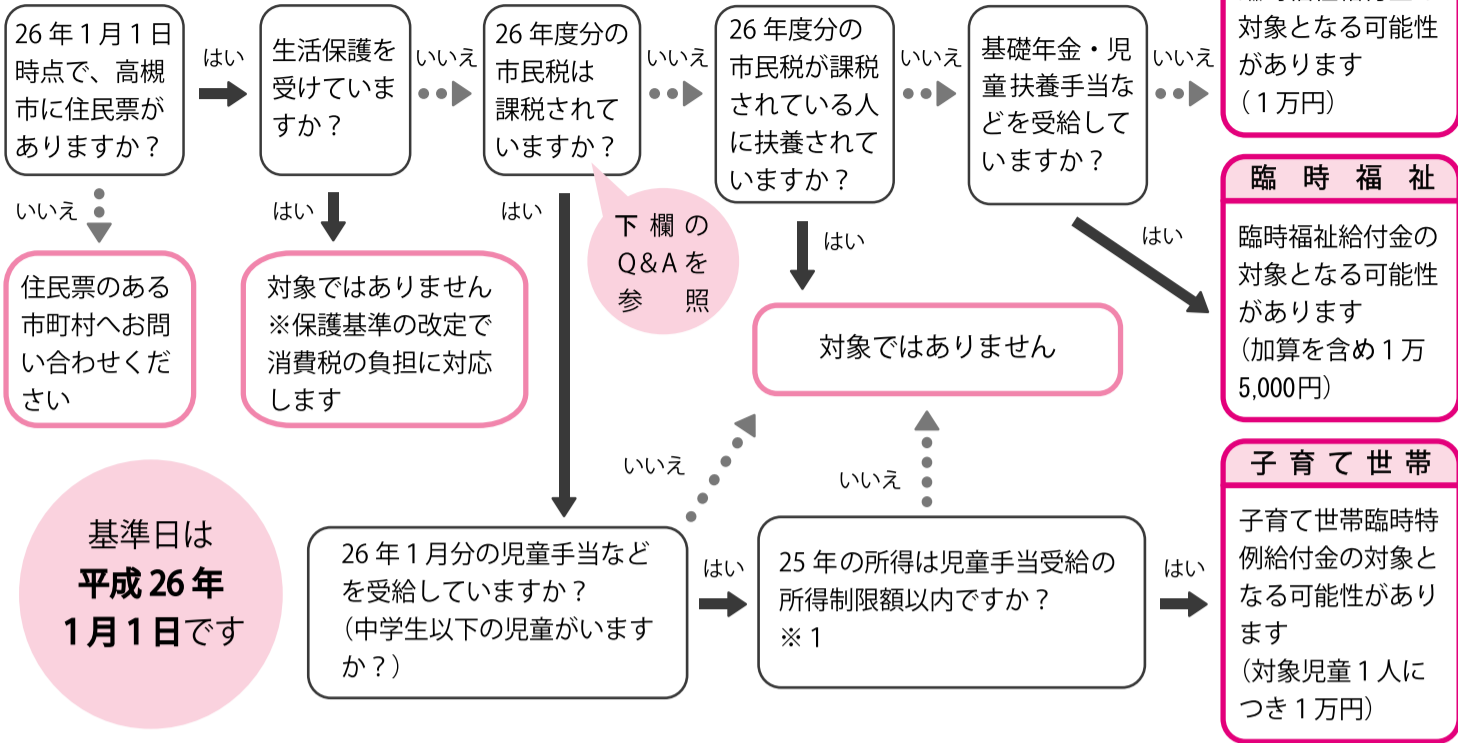 26 年 1 月 1 日
時点で、高槻
市に住民票が
ありますか?
はい
生活保護を
受けていま
すか?
いいえ
26 年度分の
市民税は
課税されて
いますか?
いいえ
26 年度分の
市民税が課税
されている人
に扶養されて
いますか?
いいえ
基礎年金・児
童扶養手当な
どを受給して
いますか?
いいえ
対象となる可能性
があります
(1 万円)
いいえ
住民票のある
市町村へお問
い合わせくだ
さい
はい
対象ではありません
※保護基準の改定で
消費税の負担に対応
します
はい
下欄の
Q&Aを
参照
はい
対象ではありません
はい
臨時福祉
臨時福祉給付金の
対象となる可能性
があります
(加算を含め 1 万
5,000円)
基準日は
平成 26 年
1 月 1 日です
26 年 1 月分の児童手当など
を受給していますか?
(中学生以下の児童がいます
か?)
いいえ
はい
25 年の所得は児童手当受給の
所得制限額以内ですか?
※ 1
いいえ
はい
子育て世帯
子育て世帯臨時特
例給付金の対象と
なる可能性があり
ます
(対象児童 1 人に
つき 1 万円)